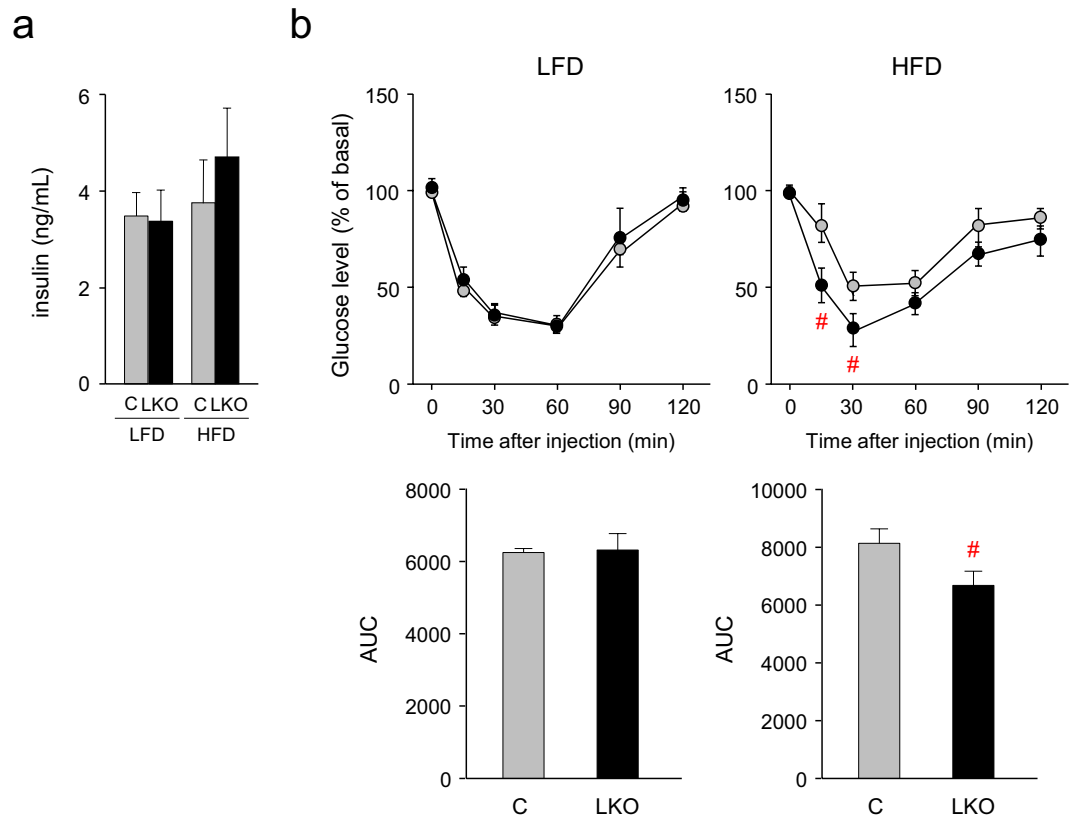 a
insulin (ng/mL)
6
4
2
0
C LKO C LKO
LFD HFD
b
LFD
Glucose level (% of basal)
150
100
50
0
0 30 60 90 120
Time after injection (min)
HFD
150
100
50
0
#
#
0 30 60 90 120
Time after injection (min)
AUC
8000
6000
4000
2000
0
C LKO
AUC
10000
8000
6000
4000
2000
0
#
C LKO